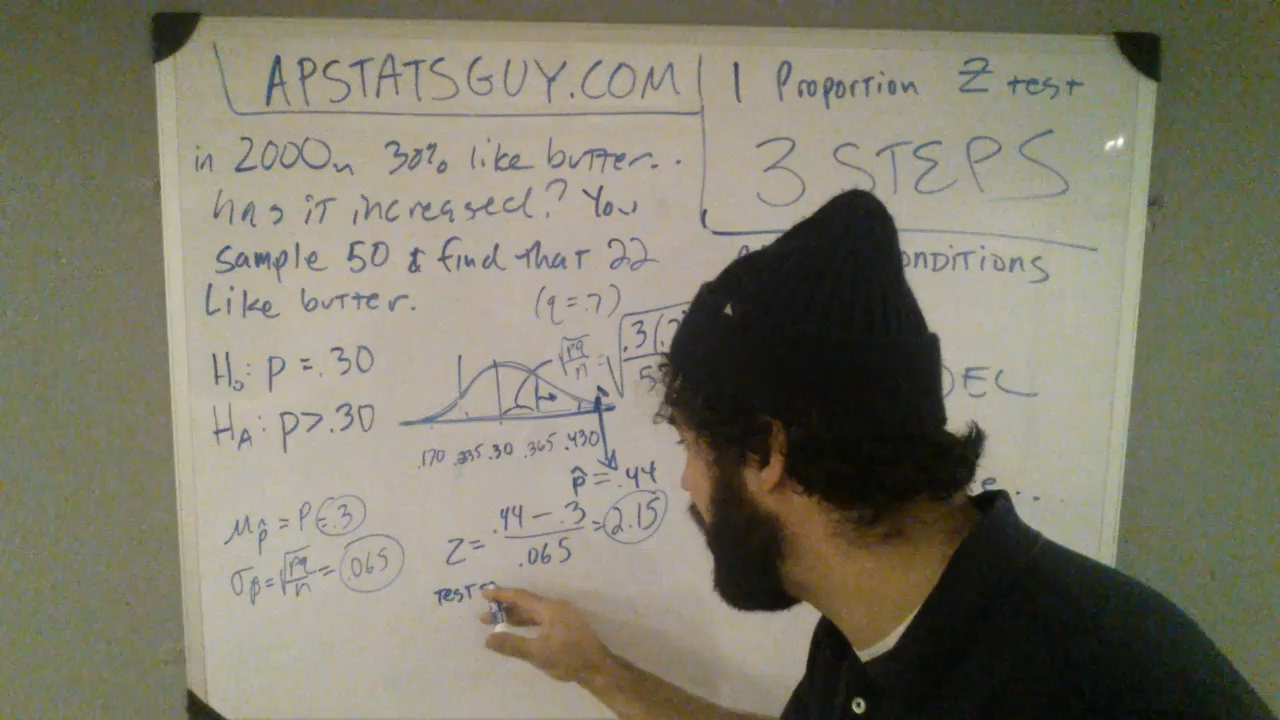 APSTATSGUY.COM
1 Proportion Z test
3 STEPS
in 2000, 30% like butter..
has it increased? You
sample 50 & find that 22
Like butter.
(q=.7)
ONDITIONS
√pq/n = √.3(.7
H₀: p = .30
HA: p > .30
.170 .235 .30 .365 .430
p̂ = .44
μp̂ = P = .3
σp̂ = √pq/n = .065
Z = .44 - .3 / .065 = 2.15
TEST